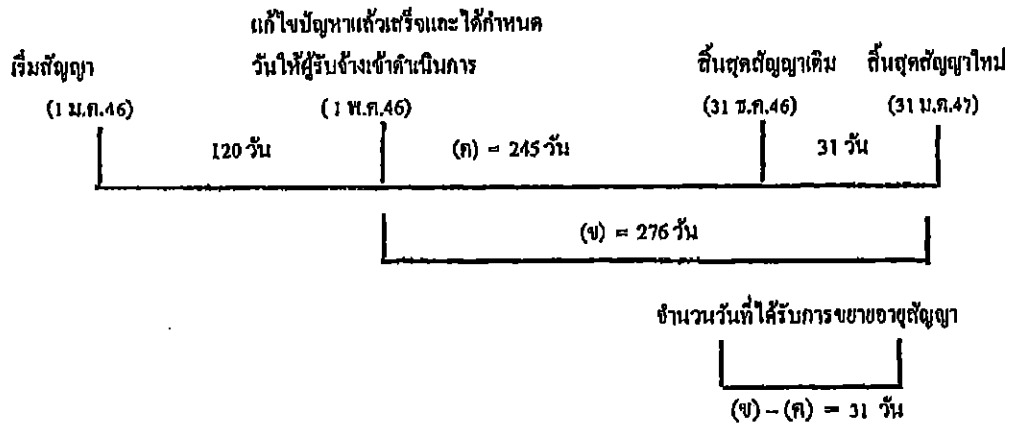 แก้ไขปัญหาแล้วเสร็จและได้กำหนด
เริ่มสัญญา วันให้ผู้รับจ้างเข้าดำเนินการ สิ้นสุดสัญญาเดิม สิ้นสุดสัญญาใหม่
(1 ม.ค.46) (1 พ.ค.46) (31 ธ.ค.46) (31 ม.ค.47)
120 วัน (ค) = 245 วัน 31 วัน
(ข) = 276 วัน
จำนวนวันที่ได้รับการขยายอายุสัญญา
(ข) – (ค) = 31 วัน